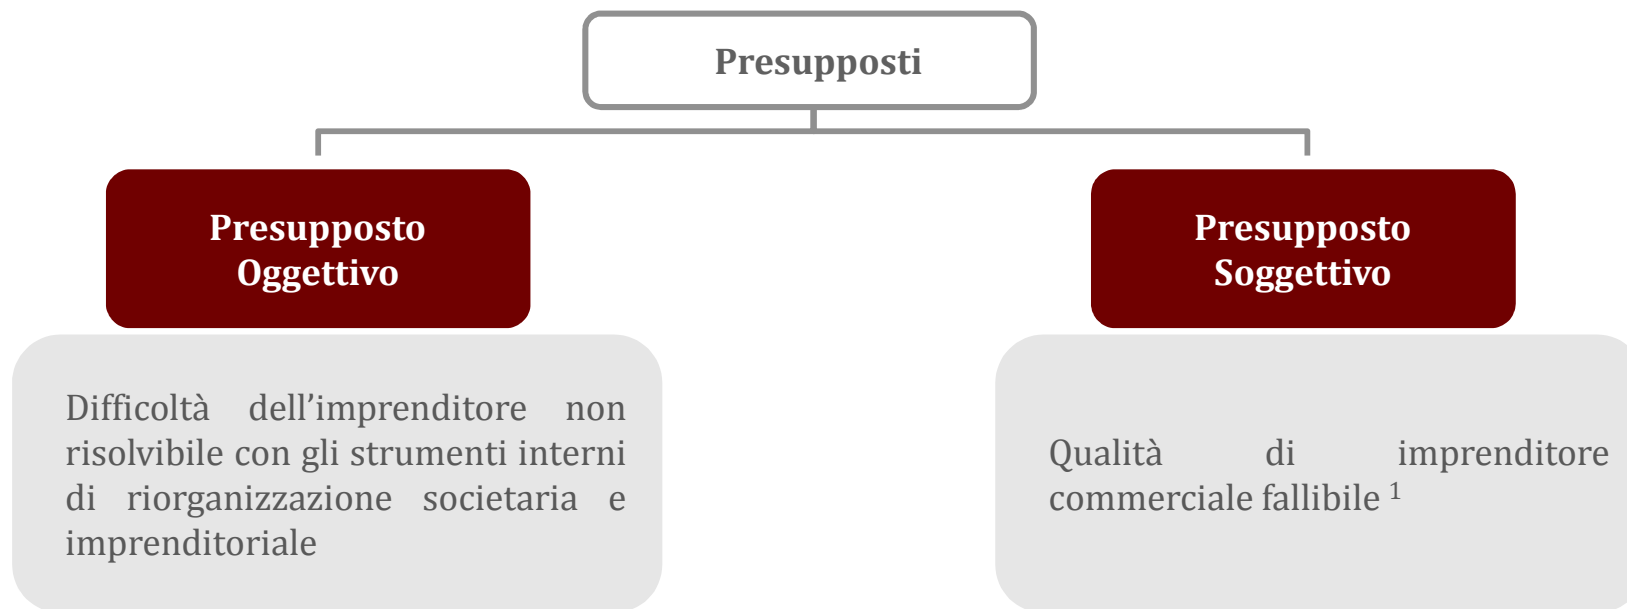 Presupposti
Presupposto
Oggettivo
Difficoltà dell’imprenditore non
risolvibile con gli strumenti interni
di riorganizzazione societaria e
imprenditoriale
Presupposto
Soggettivo
Qualità di imprenditore
commerciale fallibile ¹